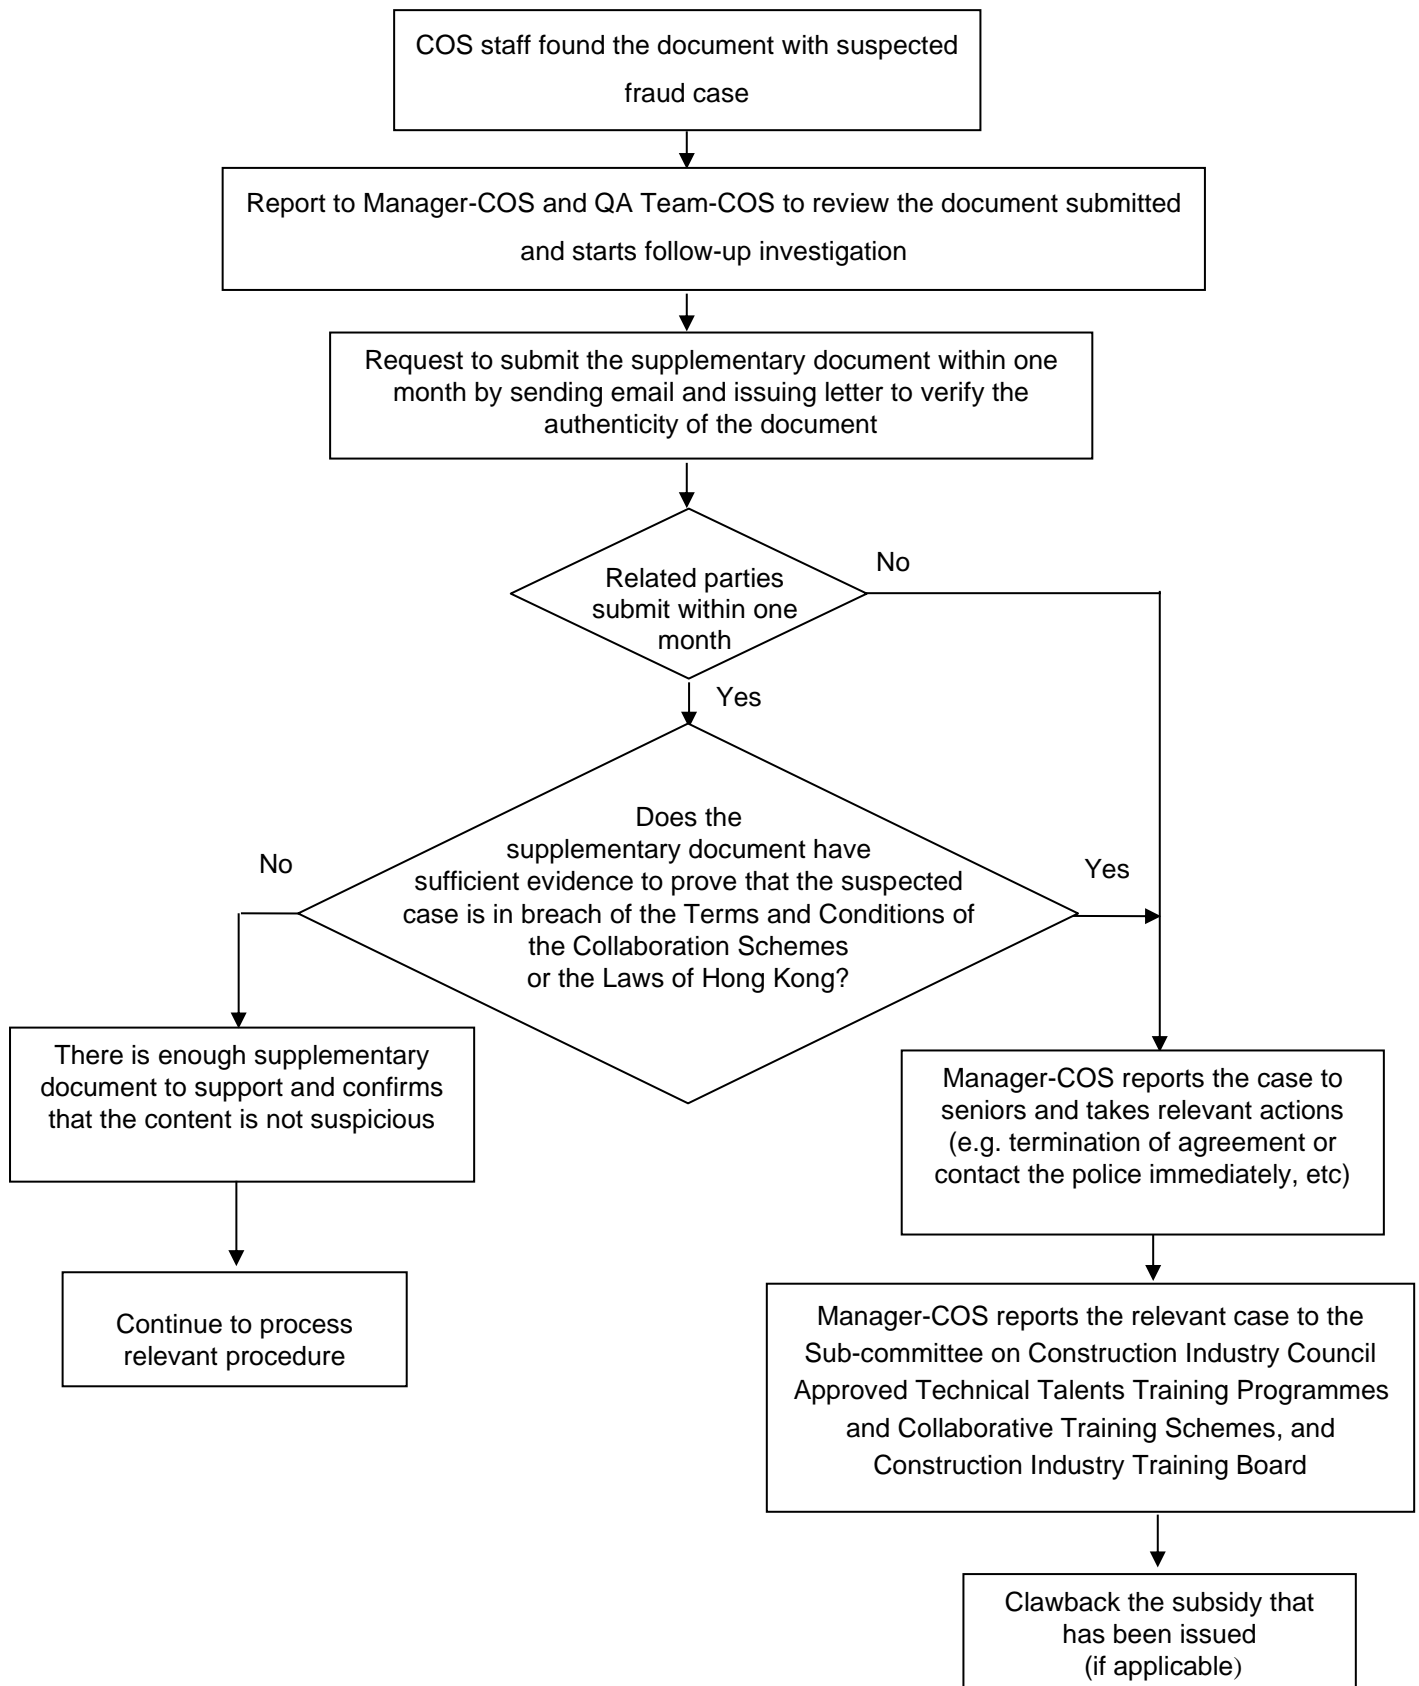 COS staff found the document with suspected
fraud case
Report to Manager-COS and QA Team-COS to review the document submitted
and starts follow-up investigation
Request to submit the supplementary document within one
month by sending email and issuing letter to verify the
authenticity of the document
Related parties
submit within one
month
No
Yes
Does the
supplementary document have
sufficient evidence to prove that the suspected
case is in breach of the Terms and Conditions of
the Collaboration Schemes
or the Laws of Hong Kong?
No
Yes
There is enough supplementary
document to support and confirms
that the content is not suspicious
Continue to process
relevant procedure
Manager-COS reports the case to
seniors and takes relevant actions
(e.g. termination of agreement or
contact the police immediately, etc)
Manager-COS reports the relevant case to the
Sub-committee on Construction Industry Council
Approved Technical Talents Training Programmes
and Collaborative Training Schemes, and
Construction Industry Training Board
Clawback the subsidy that
has been issued
(if applicable)